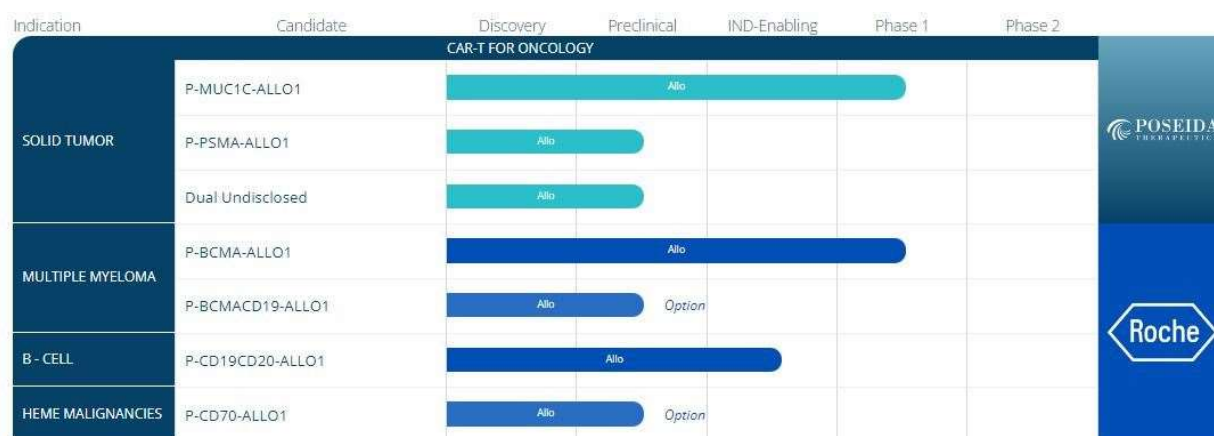 Indication Candidate Discovery Preclinical IND-Enabling Phase 1 Phase 2
CAR-T FOR ONCOLOGY
SOLID TUMOR
P-MUC1C-ALLO1 Allo
P-PSMA-ALLO1 Allo
Dual Undisclosed Allo
POSEIDA
THERAPEUTIC
MULTIPLE MYELOMA
P-BCMA-ALLO1 Allo
P-BCMACD19-ALLO1 Allo Option
B - CELL
P-CD19CD20-ALLO1 Allo
HEME MALIGNANCIES
P-CD70-ALLO1 Allo Option
Roche